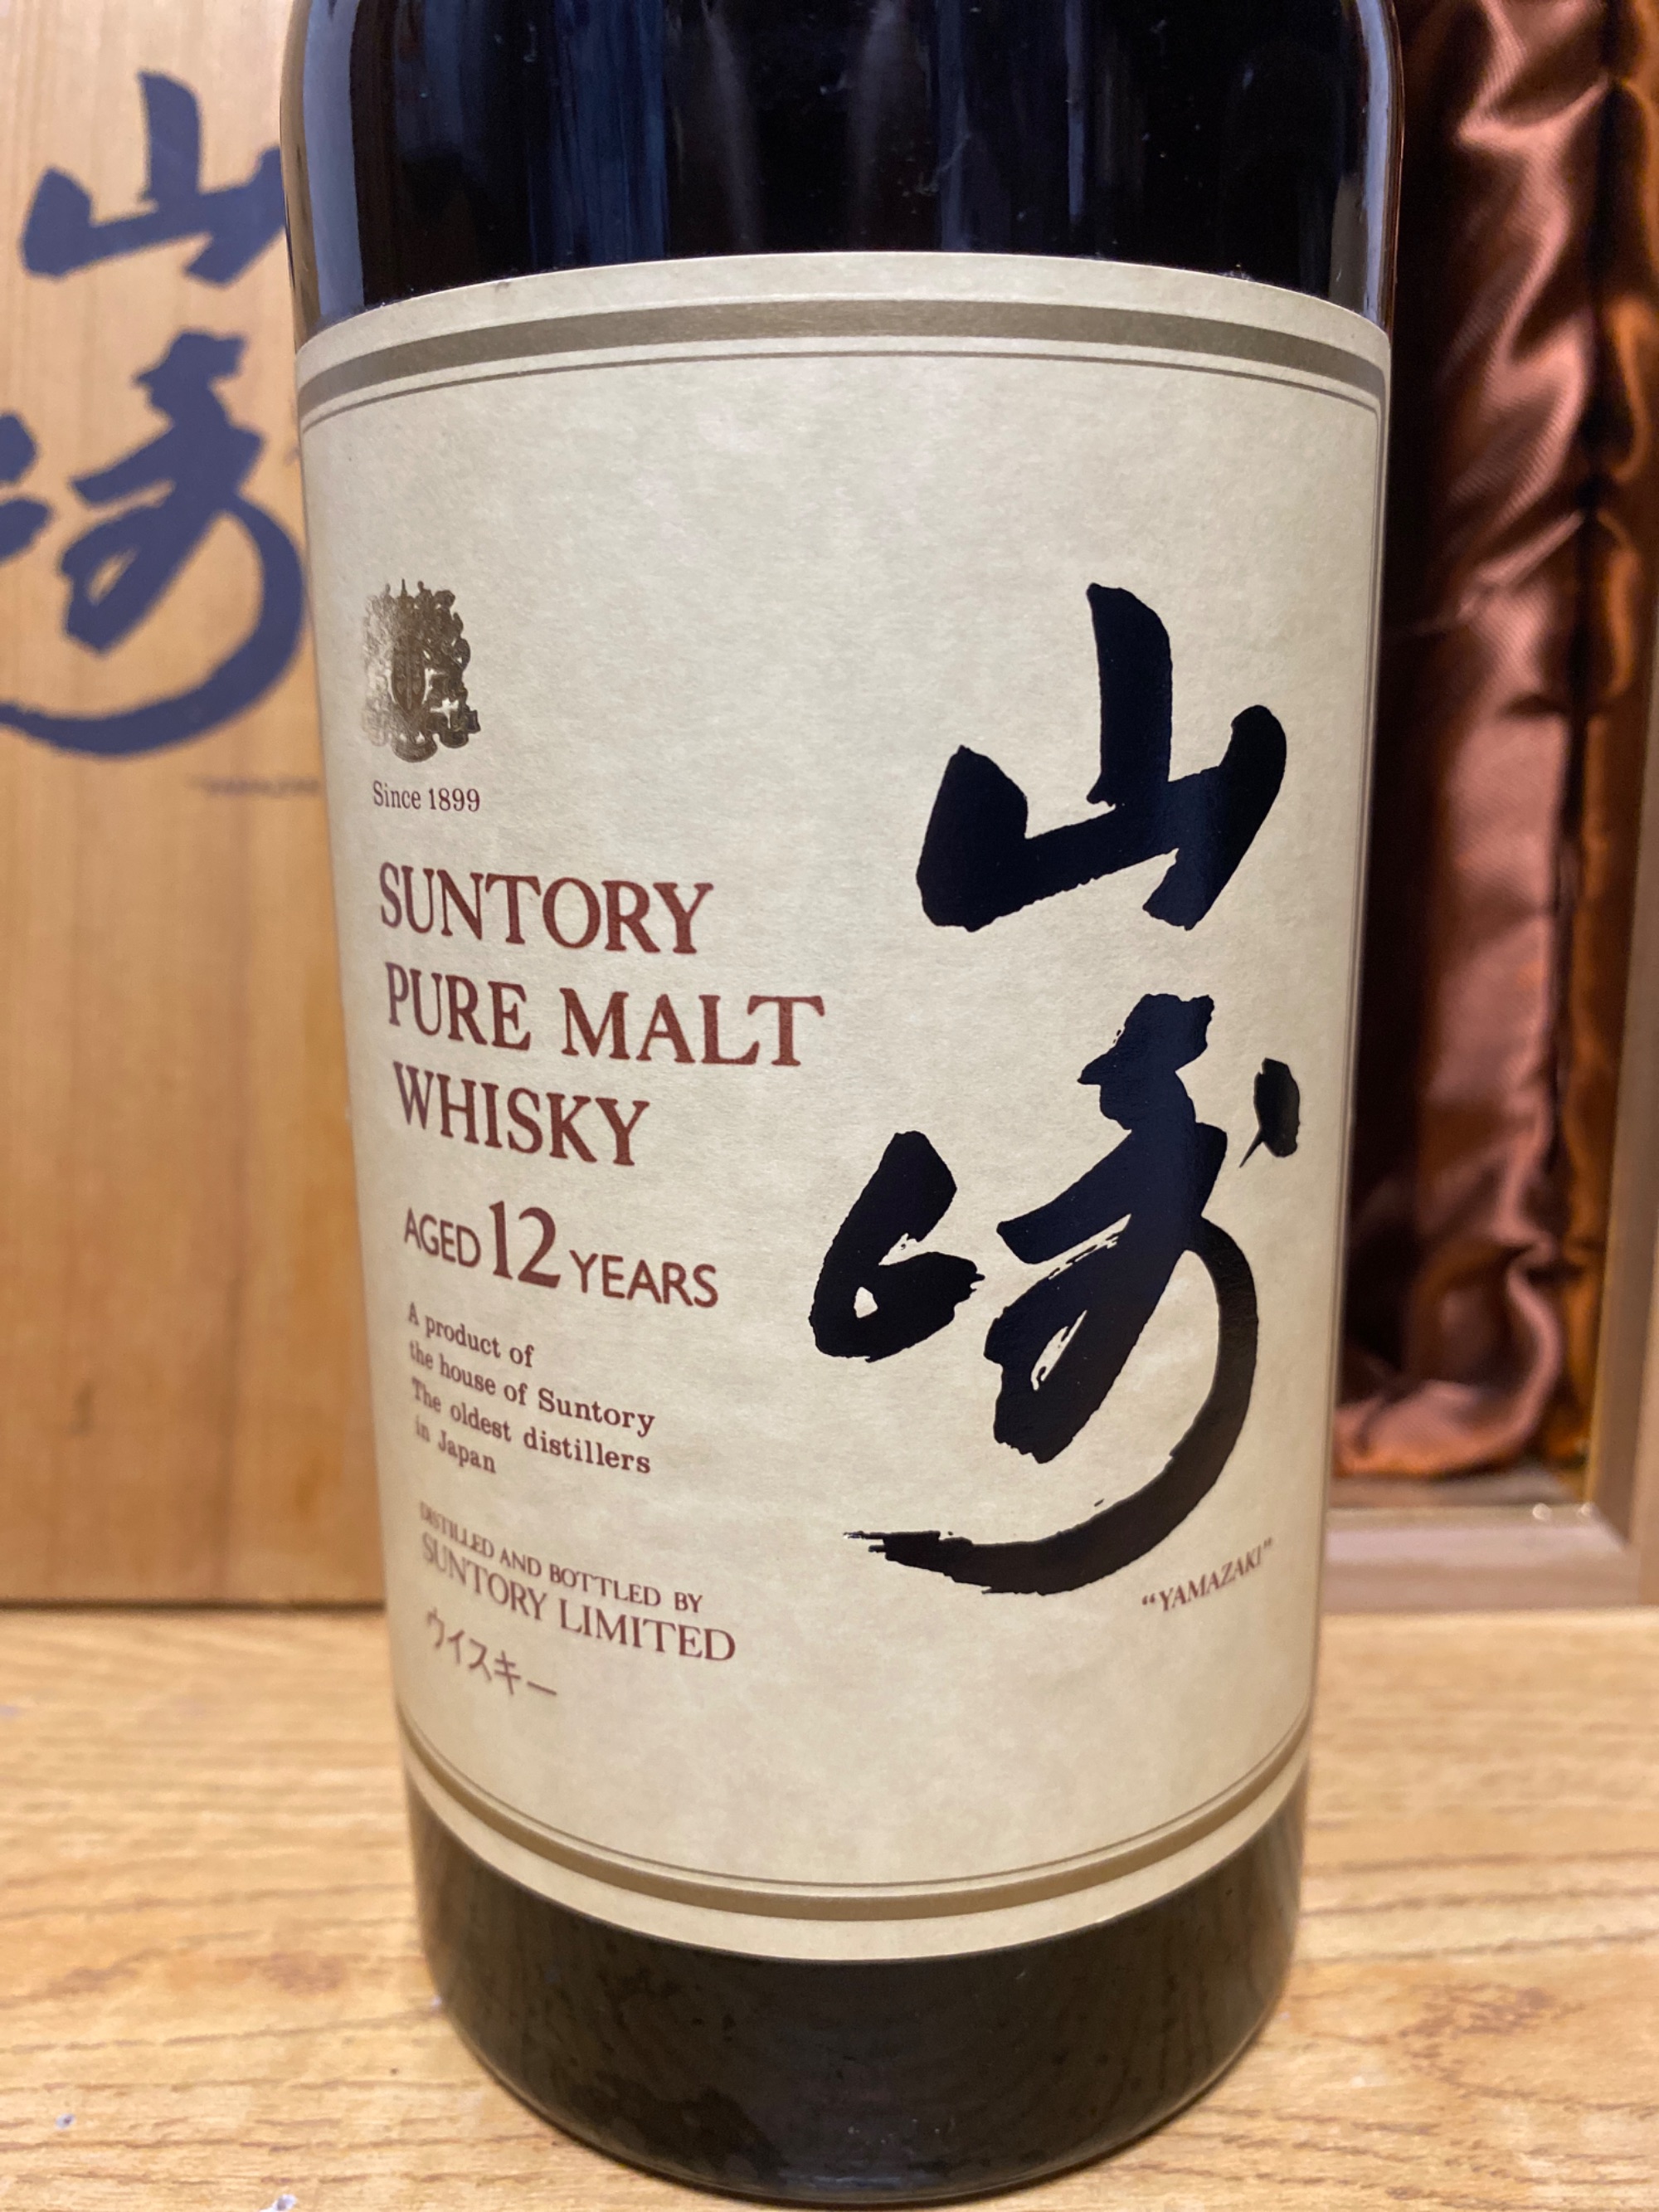 山崎
Since 1899
SUNTORY
PURE MALT
WHISKY
AGED 12 YEARS
A product of
the house of Suntory
The oldest distillers
in Japan
DISTILLED AND BOTTLED BY
SUNTORY LIMITED
ウイスキー
山崎
“YAMAZAKI”